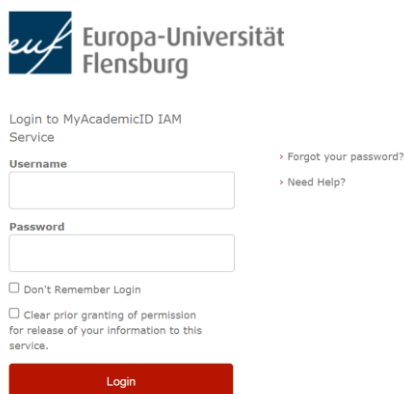 euf
Europa-Universität
Flensburg
Login to MyAcademicID IAM
Service
Username
Password
Don't Remember Login
Clear prior granting of permission
for release of your information to this
service.
Login
› Forgot your password?
› Need Help?